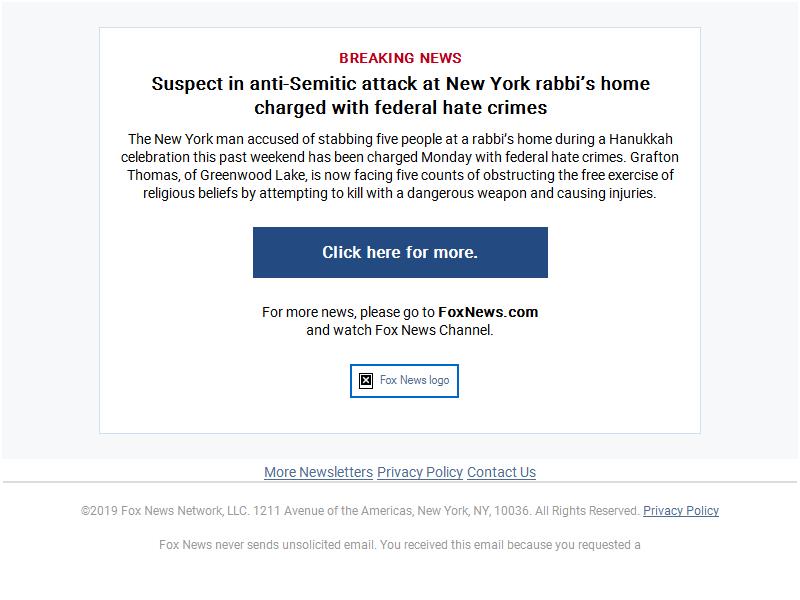 BREAKING NEWS
Suspect in anti-Semitic attack at New York rabbi’s home
charged with federal hate crimes
The New York man accused of stabbing five people at a rabbi’s home during a Hanukkah
celebration this past weekend has been charged Monday with federal hate crimes. Grafton
Thomas, of Greenwood Lake, is now facing five counts of obstructing the free exercise of
religious beliefs by attempting to kill with a dangerous weapon and causing injuries.
Click here for more.
For more news, please go to FoxNews.com
and watch Fox News Channel.
Fox News logo
More Newsletters Privacy Policy Contact Us
©2019 Fox News Network, LLC. 1211 Avenue of the Americas, New York, NY, 10036. All Rights Reserved. Privacy Policy
Fox News never sends unsolicited email. You received this email because you requested a